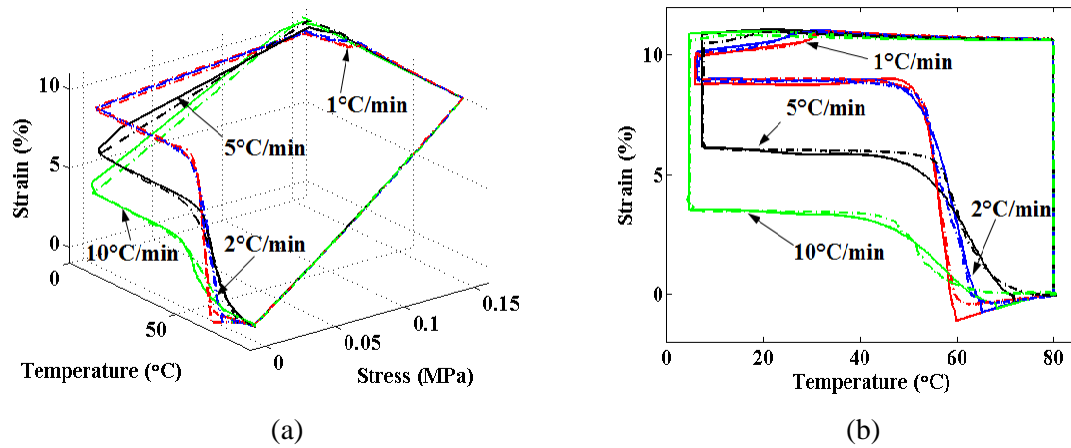 10
5
0
Strain (%)
1°C/min
5°C/min
10°C/min
2°C/min
0
50
Temperature (°C)
0
0.05
0.1
0.15
Stress (MPa)
(a)
10
5
0
Strain (%)
1°C/min
5°C/min
2°C/min
10°C/min
0
20
40
60
80
Temperature (°C)
(b)